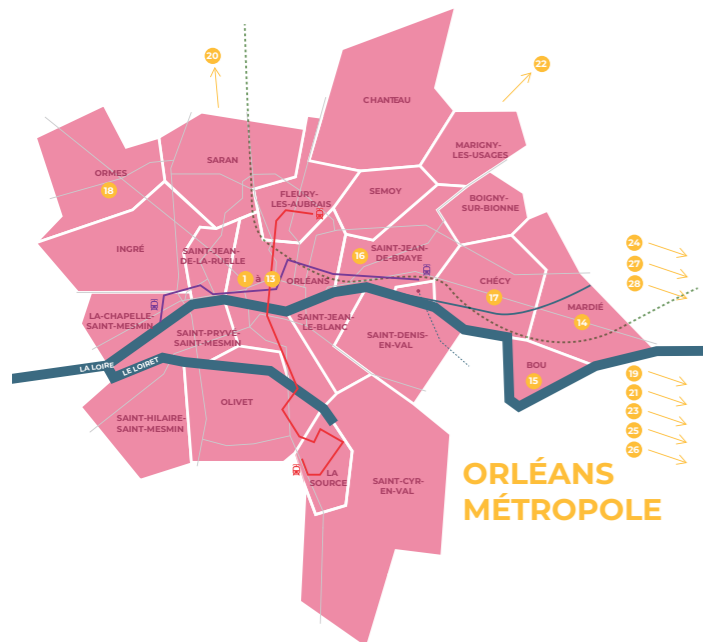 20
22
CHANTEAU
MARIGNY-
LES-USAGES
SARAN
ORMES
18
FLEURY-
LES-AUBRAIS
SEMOY
BOIGNY-
SUR-BIONNE
INGRÉ
SAINT-JEAN-
DE-LA-RUELLE
16
SAINT-JEAN-
DE-BRAYE
24
27
28
1 à 13
ORLÉANS
CHÉCY
17
MARDIÉ
14
LA-CHAPELLE-
SAINT-MESMIN
SAINT-PRYVÉ-
SAINT-MESMIN
SAINT-JEAN-
LE-BLANC
SAINT-DENIS-
EN-VAL
LA LOIRE
LE LOIRET
BOU
15
19
21
23
25
26
SAINT-HILAIRE-
SAINT-MESMIN
OLIVET
LA
SOURCE
SAINT-CYR-
EN-VAL
ORLÉANS
MÉTROPOLE